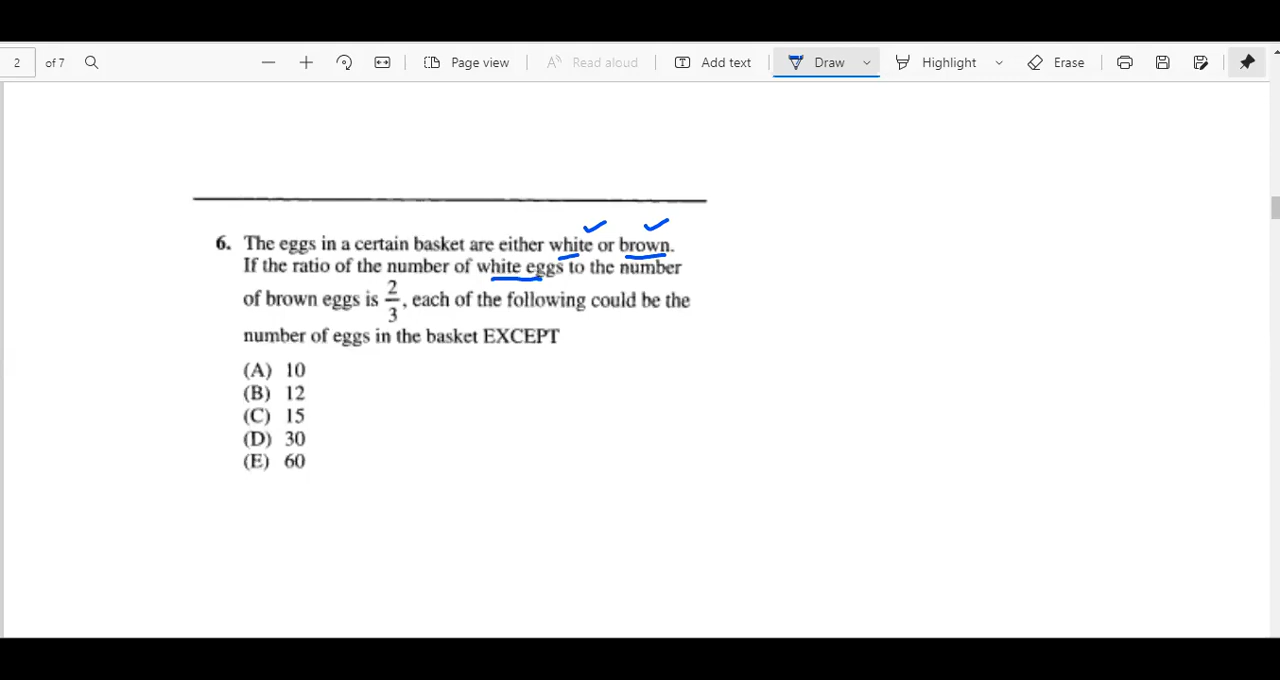 2 of 7 Page view Read aloud Add text Draw Highlight Erase
6. The eggs in a certain basket are either white or brown.
If the ratio of the number of white eggs to the number
of brown eggs is 2/3, each of the following could be the
number of eggs in the basket EXCEPT
(A) 10
(B) 12
(C) 15
(D) 30
(E) 60